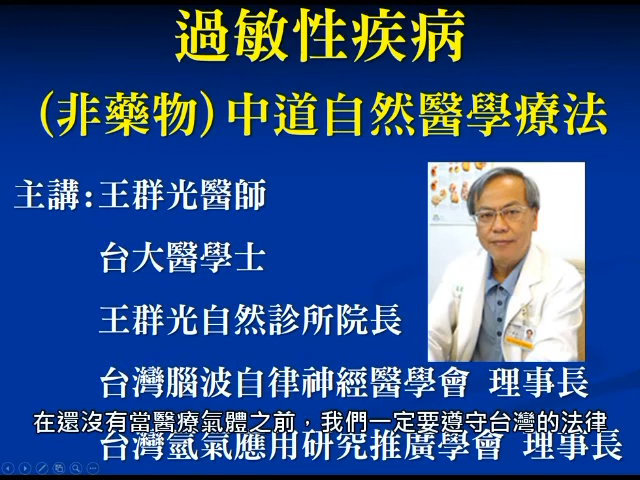 過敏性疾病
(非藥物)中道自然醫學療法
主講:王群光醫師
台大醫學士
王群光自然診所院長
台灣腦波自律神經醫學會 理事長
在還沒有當醫療氣體之前，我們一定要遵守台灣的法律
台灣氫氣應用研究推廣學會 理事長